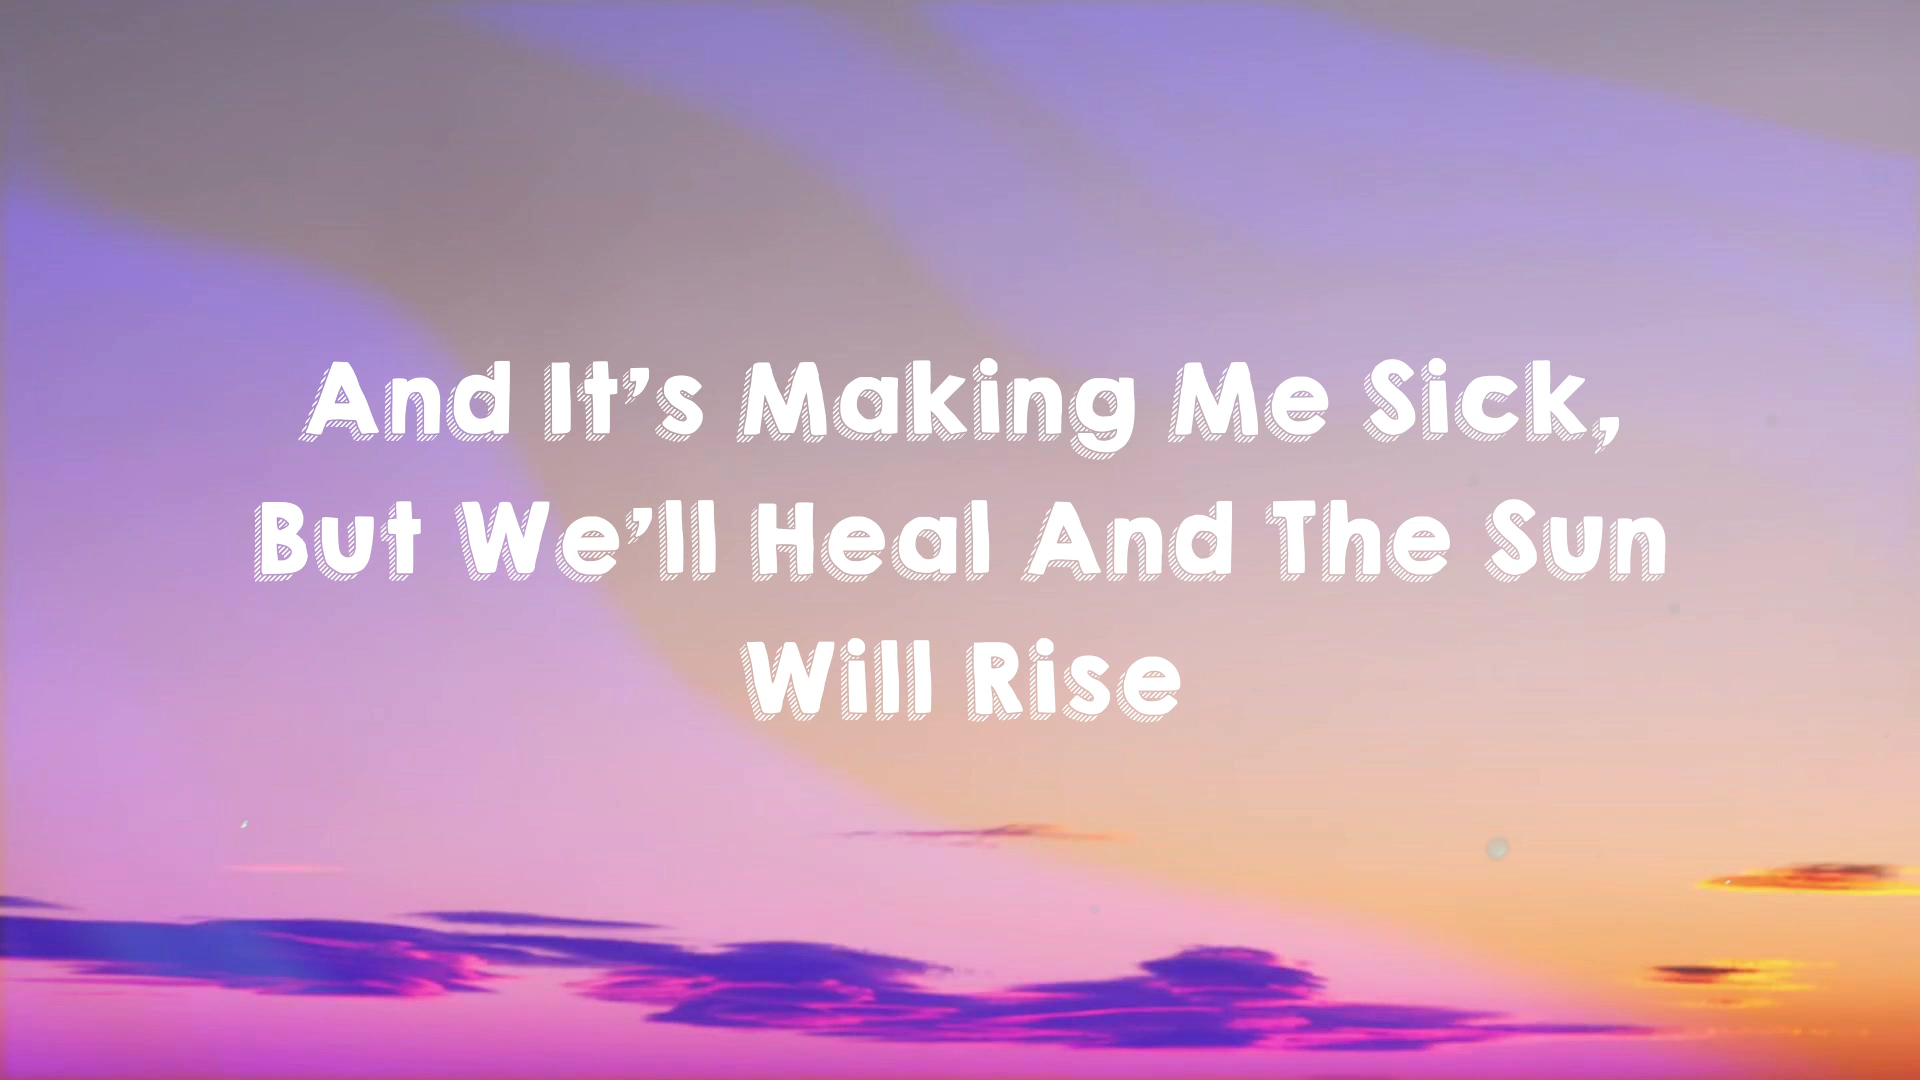 And It’s Making Me Sick,
But We’ll Heal And The Sun
Will Rise